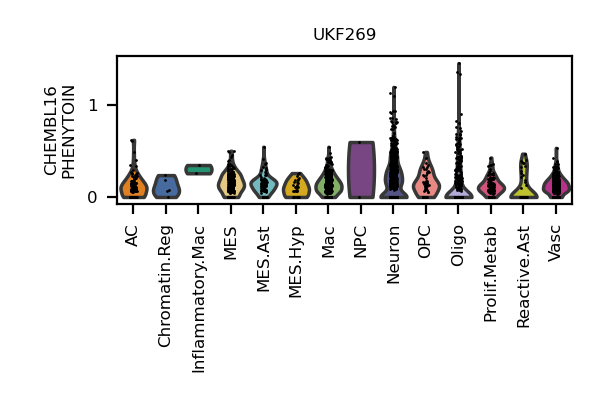 UKF269
CHEMBL16
PHENYTOIN
1
0
AC
Chromatin.Reg
Inflammatory.Mac
MES
MES.Ast
MES.Hyp
Mac
NPC
Neuron
OPC
Oligo
Prolif.Metab
Reactive.Ast
Vasc